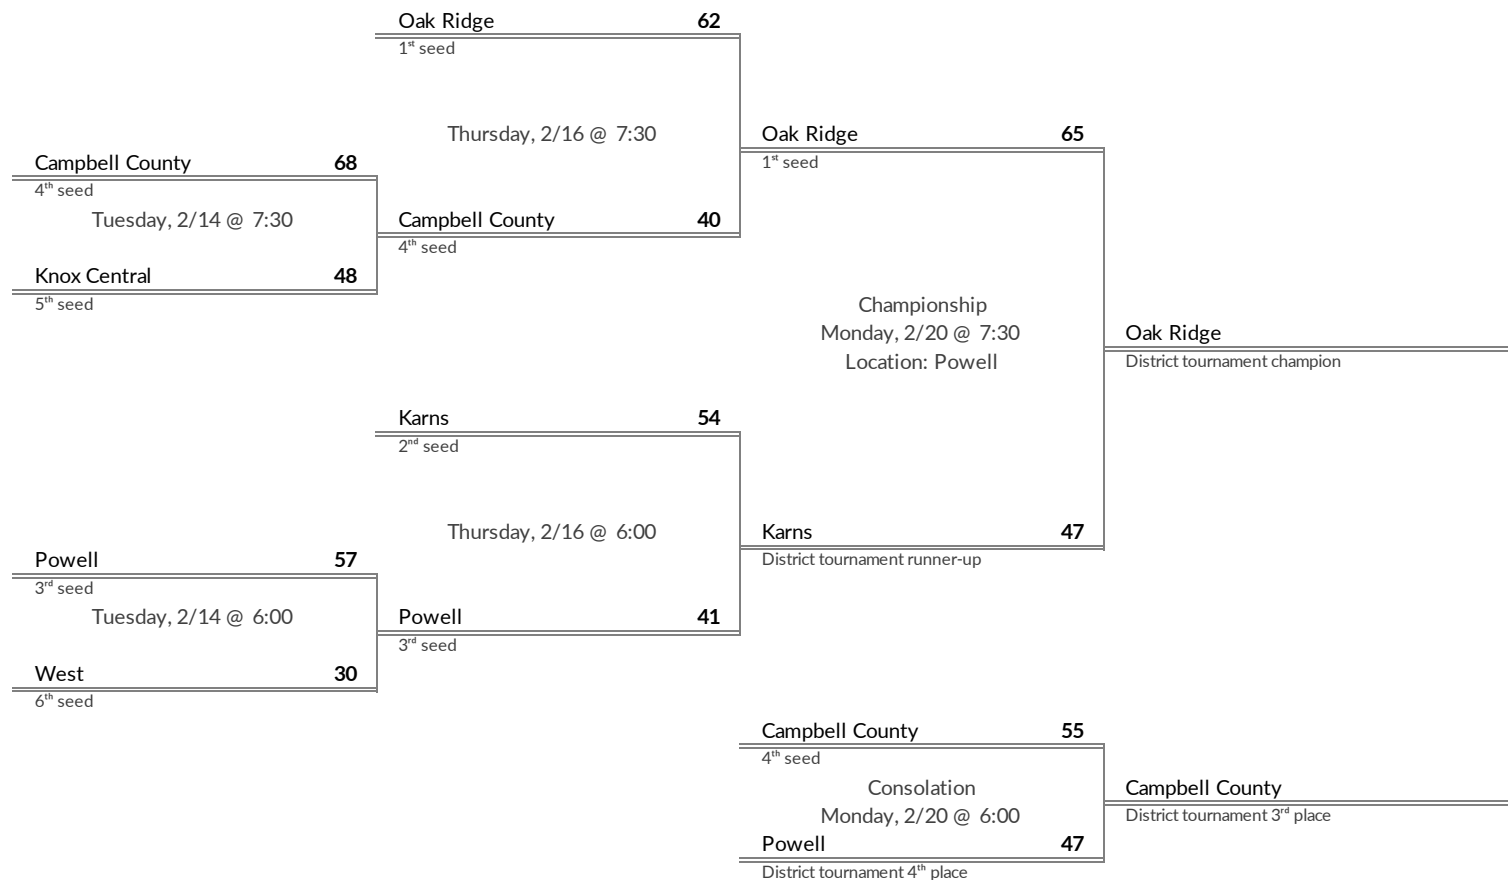 Oak Ridge 62
1st seed
Thursday, 2/16 @ 7:30
Campbell County 68
4th seed
Tuesday, 2/14 @ 7:30
Knox Central 48
5th seed
Campbell County 40
4th seed
Oak Ridge 65
1st seed
Championship
Monday, 2/20 @ 7:30
Location: Powell
Oak Ridge
District tournament champion
Karns 54
2nd seed
Thursday, 2/16 @ 6:00
Powell 57
3rd seed
Tuesday, 2/14 @ 6:00
West 30
6th seed
Powell 41
3rd seed
Karns 47
District tournament runner-up
Campbell County 55
4th seed
Consolation
Monday, 2/20 @ 6:00
Powell 47
District tournament 4th place
Campbell County
District tournament 3rd place